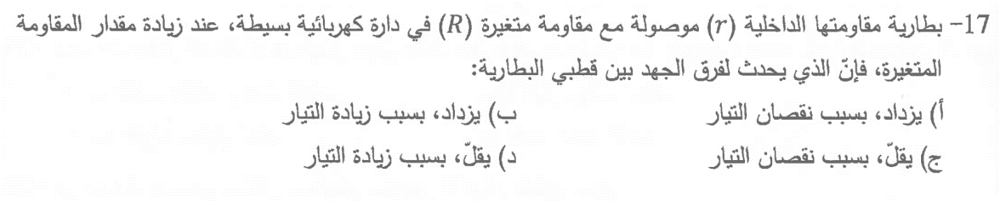 17- بطارية مقاومتها الداخلية (r) موصولة مع مقاومة متغيرة (R) في دارة كهربائية بسيطة، عند زيادة مقدار المقاومة
المتغيرة، فإنّ الذي يحدث لفرق الجهد بين قطبي البطارية:
أ) يزداد، بسبب نقصان التيار ب) يزداد، بسبب زيادة التيار
ج) يقلّ، بسبب نقصان التيار د) يقلّ، بسبب زيادة التيار